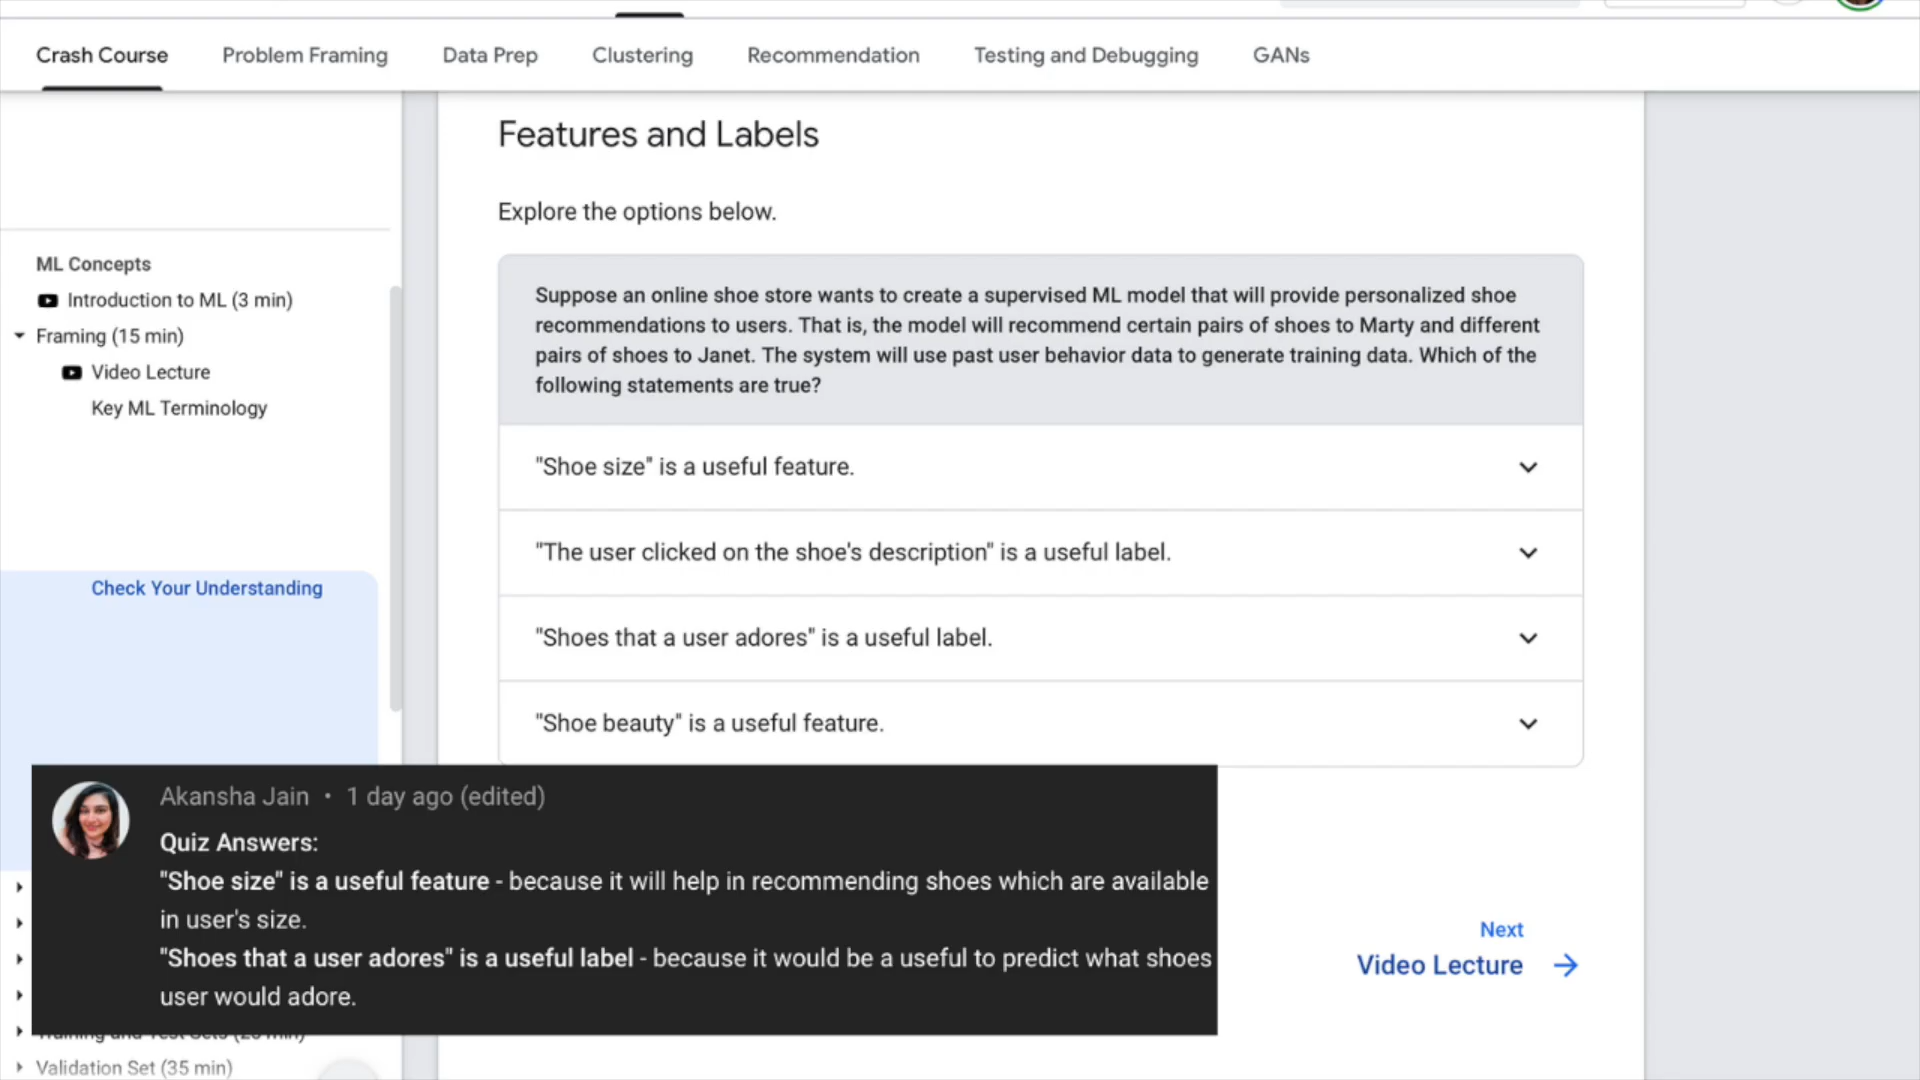 Crash Course Problem Framing Data Prep Clustering Recommendation Testing and Debugging GANs
ML Concepts
Introduction to ML (3 min)
Framing (15 min)
Video Lecture
Key ML Terminology
Check Your Understanding
Validation Set (35 min)
Features and Labels
Explore the options below.
Suppose an online shoe store wants to create a supervised ML model that will provide personalized shoe
recommendations to users. That is, the model will recommend certain pairs of shoes to Marty and different
pairs of shoes to Janet. The system will use past user behavior data to generate training data. Which of the
following statements are true?
"Shoe size" is a useful feature.
"The user clicked on the shoe's description" is a useful label.
"Shoes that a user adores" is a useful label.
"Shoe beauty" is a useful feature.
Akansha Jain • 1 day ago (edited)
Quiz Answers:
"Shoe size" is a useful feature - because it will help in recommending shoes which are available
in user's size.
"Shoes that a user adores" is a useful label - because it would be a useful to predict what shoes
user would adore.
Next
Video Lecture